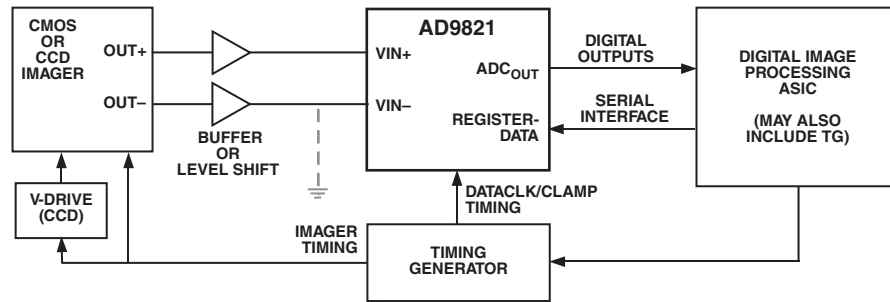 CMOS
OR
CCD
IMAGER
OUT+
OUT–
BUFFER
OR
LEVEL SHIFT
AD9821
VIN+
VIN–
ADCOUT
REGISTER-
DATA
DIGITAL
OUTPUTS
SERIAL
INTERFACE
DIGITAL IMAGE
PROCESSING
ASIC
(MAY ALSO
INCLUDE TG)
V-DRIVE
(CCD)
IMAGER
TIMING
DATACLK/CLAMP
TIMING
TIMING
GENERATOR